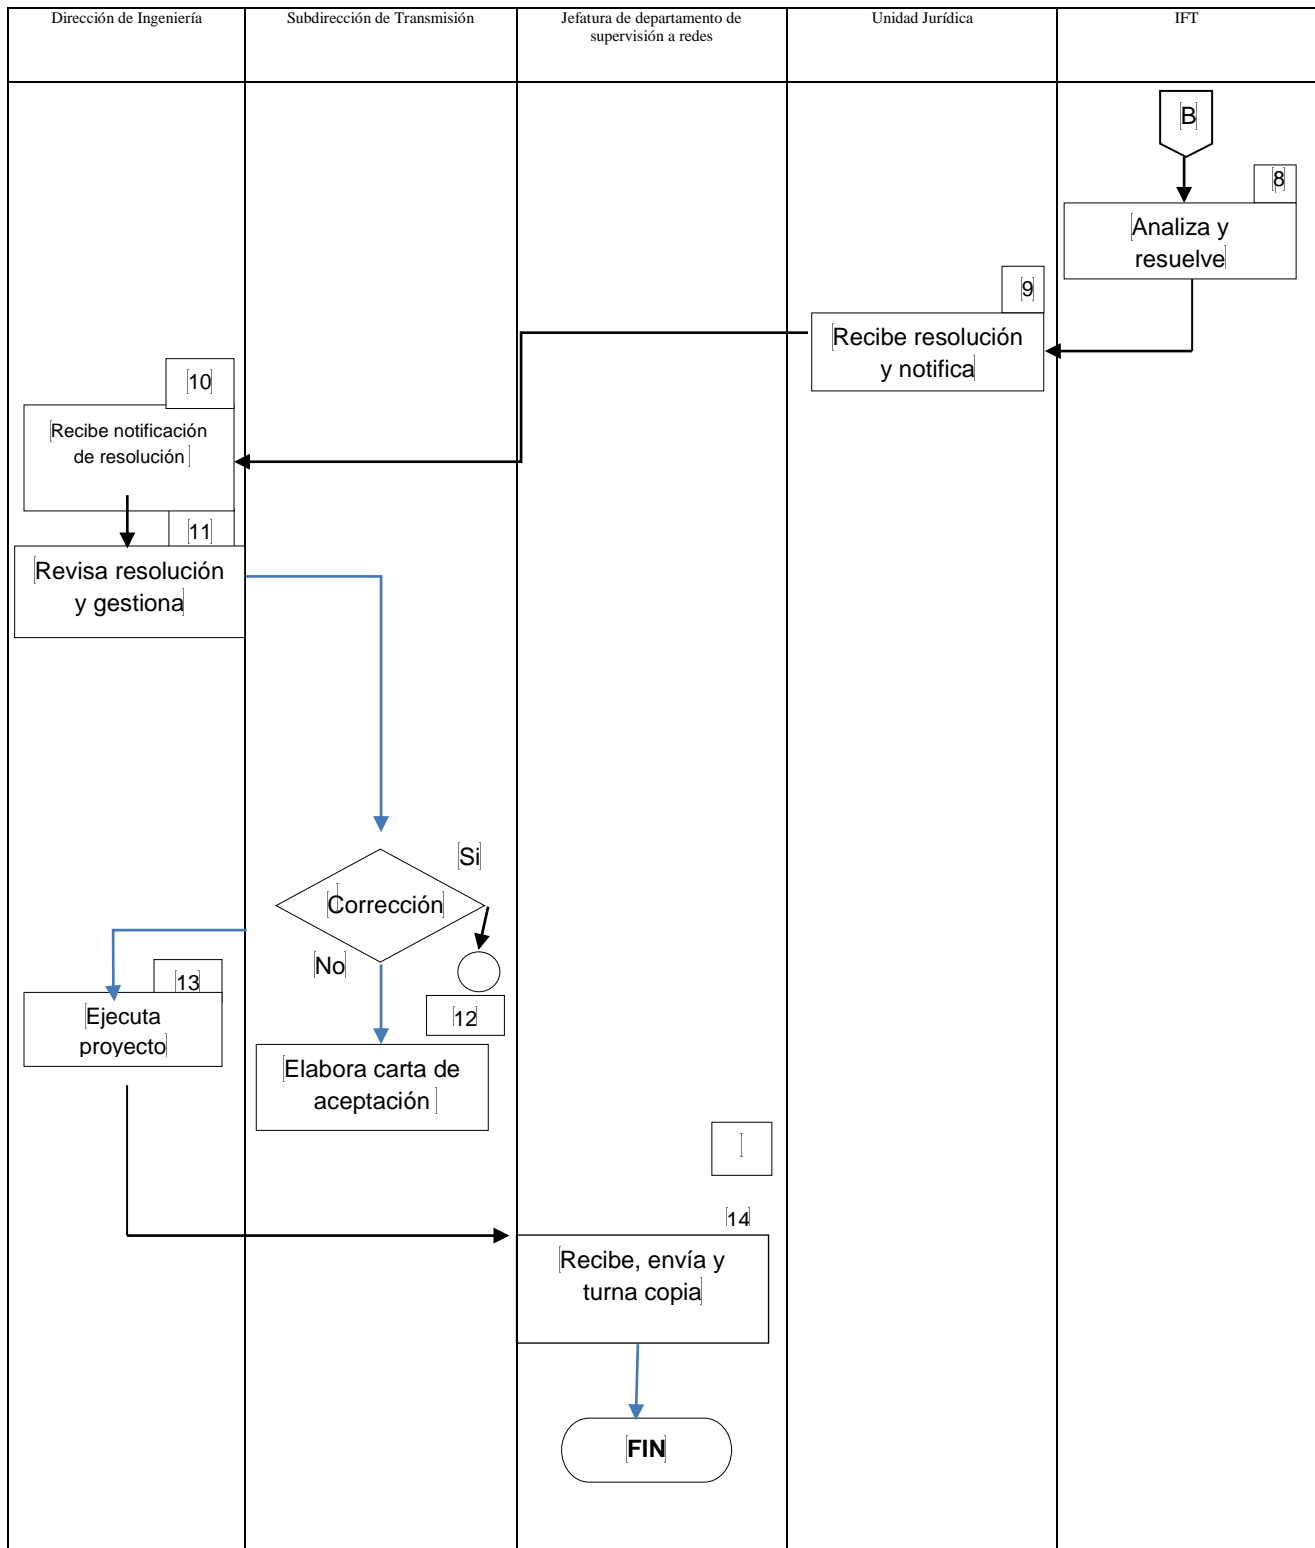 Dirección de Ingeniería
Subdirección de Transmisión
Jefatura de departamento de
supervisión a redes
Unidad Jurídica
IFT
B
8
Analiza y
resuelve
9
Recibe resolución
y notifica
10
Recibe notificación
de resolución
11
Revisa resolución
y gestiona
Si
Corrección
No
13
Ejecuta
proyecto
12
Elabora carta de
aceptación
14
Recibe, envía y
turna copia
FIN